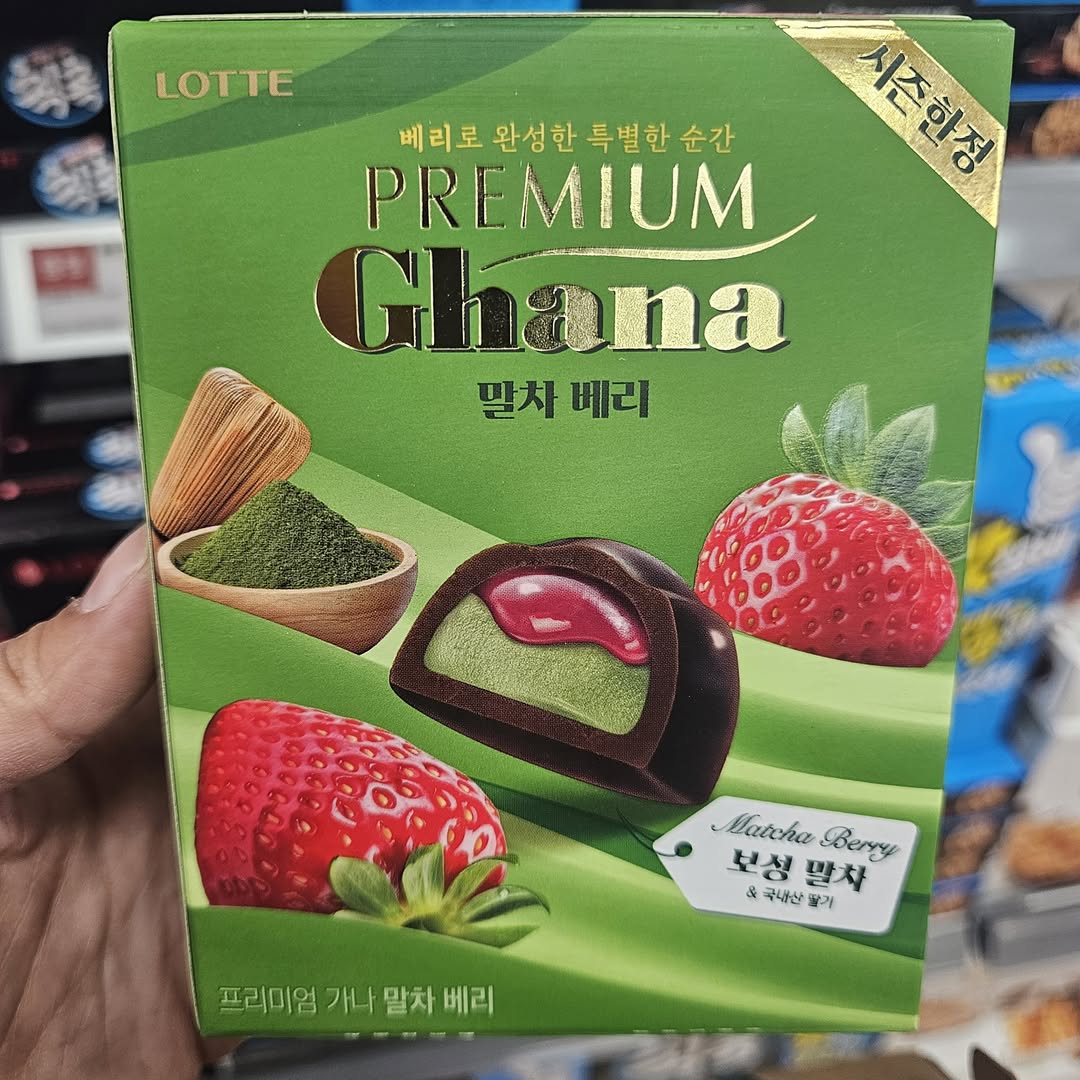 LOTTE
시즌한정
베리로 완성한 특별한 순간
PREMIUM
Ghana
말차 베리
Matcha Berry
보성 말차
& 국내산 딸기
프리미엄 가나 말차 베리